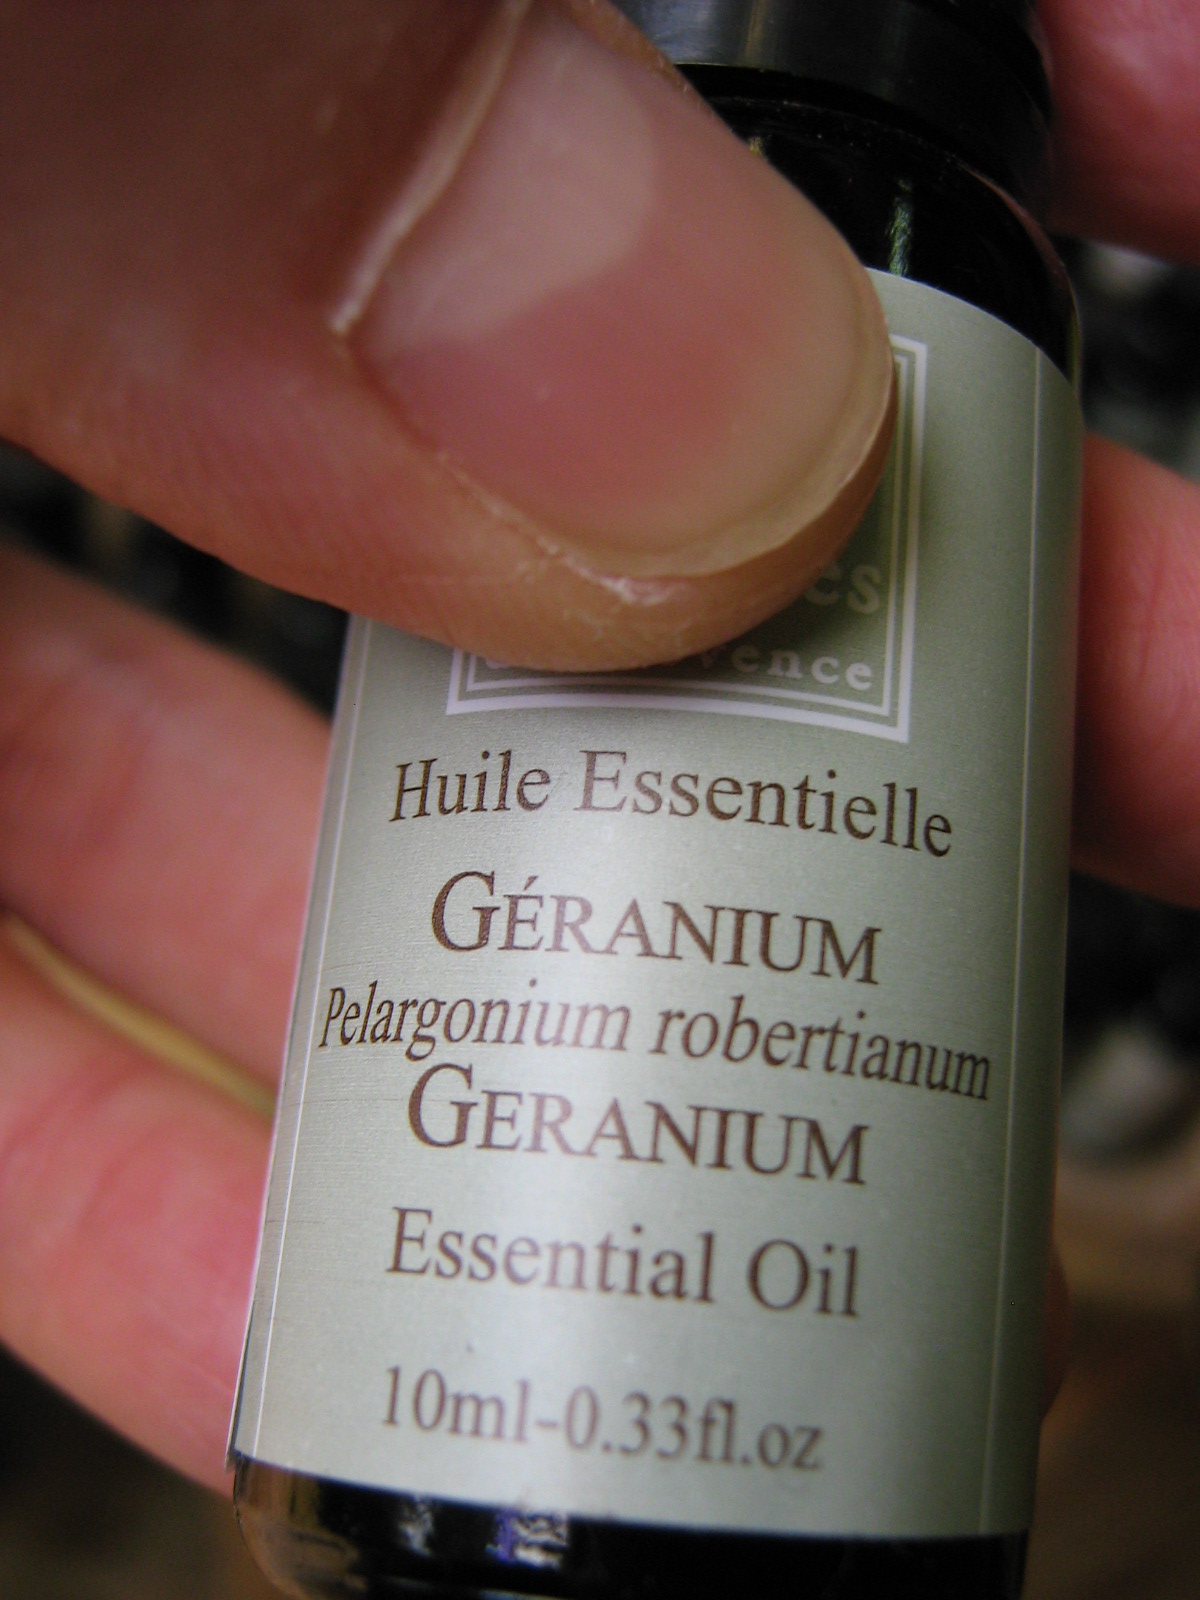 Huile Essentielle
GÉRANIUM
Pelargonium robertianum
GERANIUM
Essential Oil
10ml-0.33fl.oz